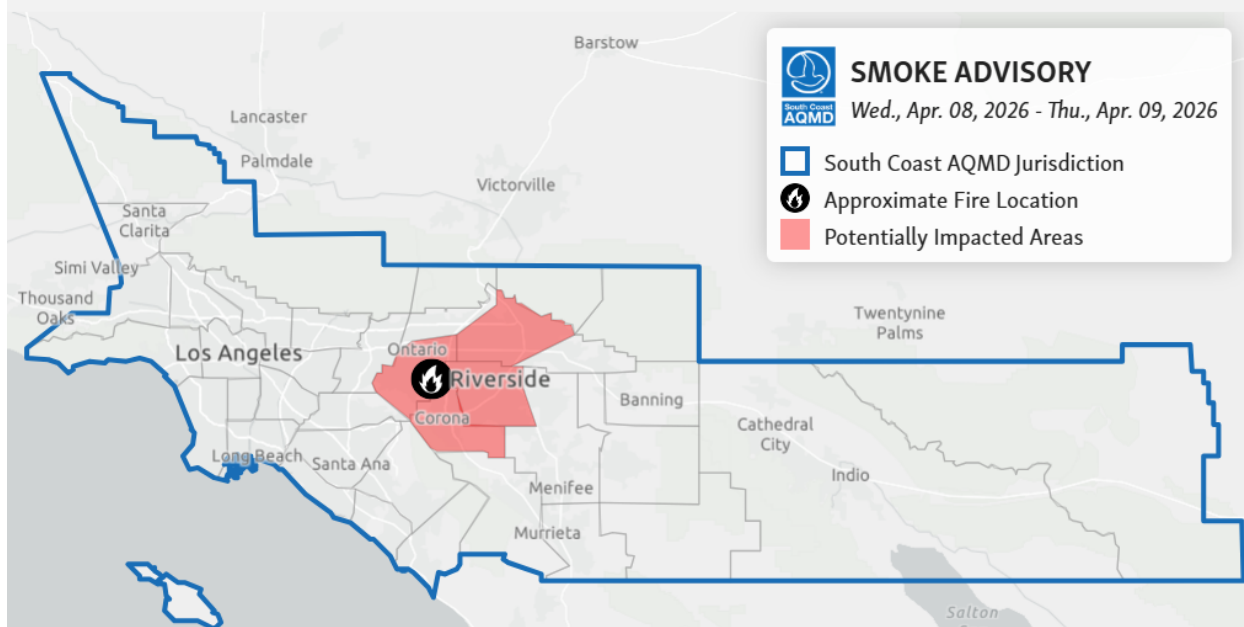 SMOKE ADVISORY
Wed., Apr. 08, 2026 - Thu., Apr. 09, 2026
South Coast
AQMD
South Coast AQMD Jurisdiction
Approximate Fire Location
Potentially Impacted Areas
Barstow
Lancaster
Palmdale
Victorville
Santa
Clarita
Simi Valley
Thousand
Oaks
Twentynine
Palms
Los Angeles
Ontario
Riverside
Banning
Corona
Cathedral
City
Long Beach
Santa Ana
Indio
Menifee
Murrieta
Salton